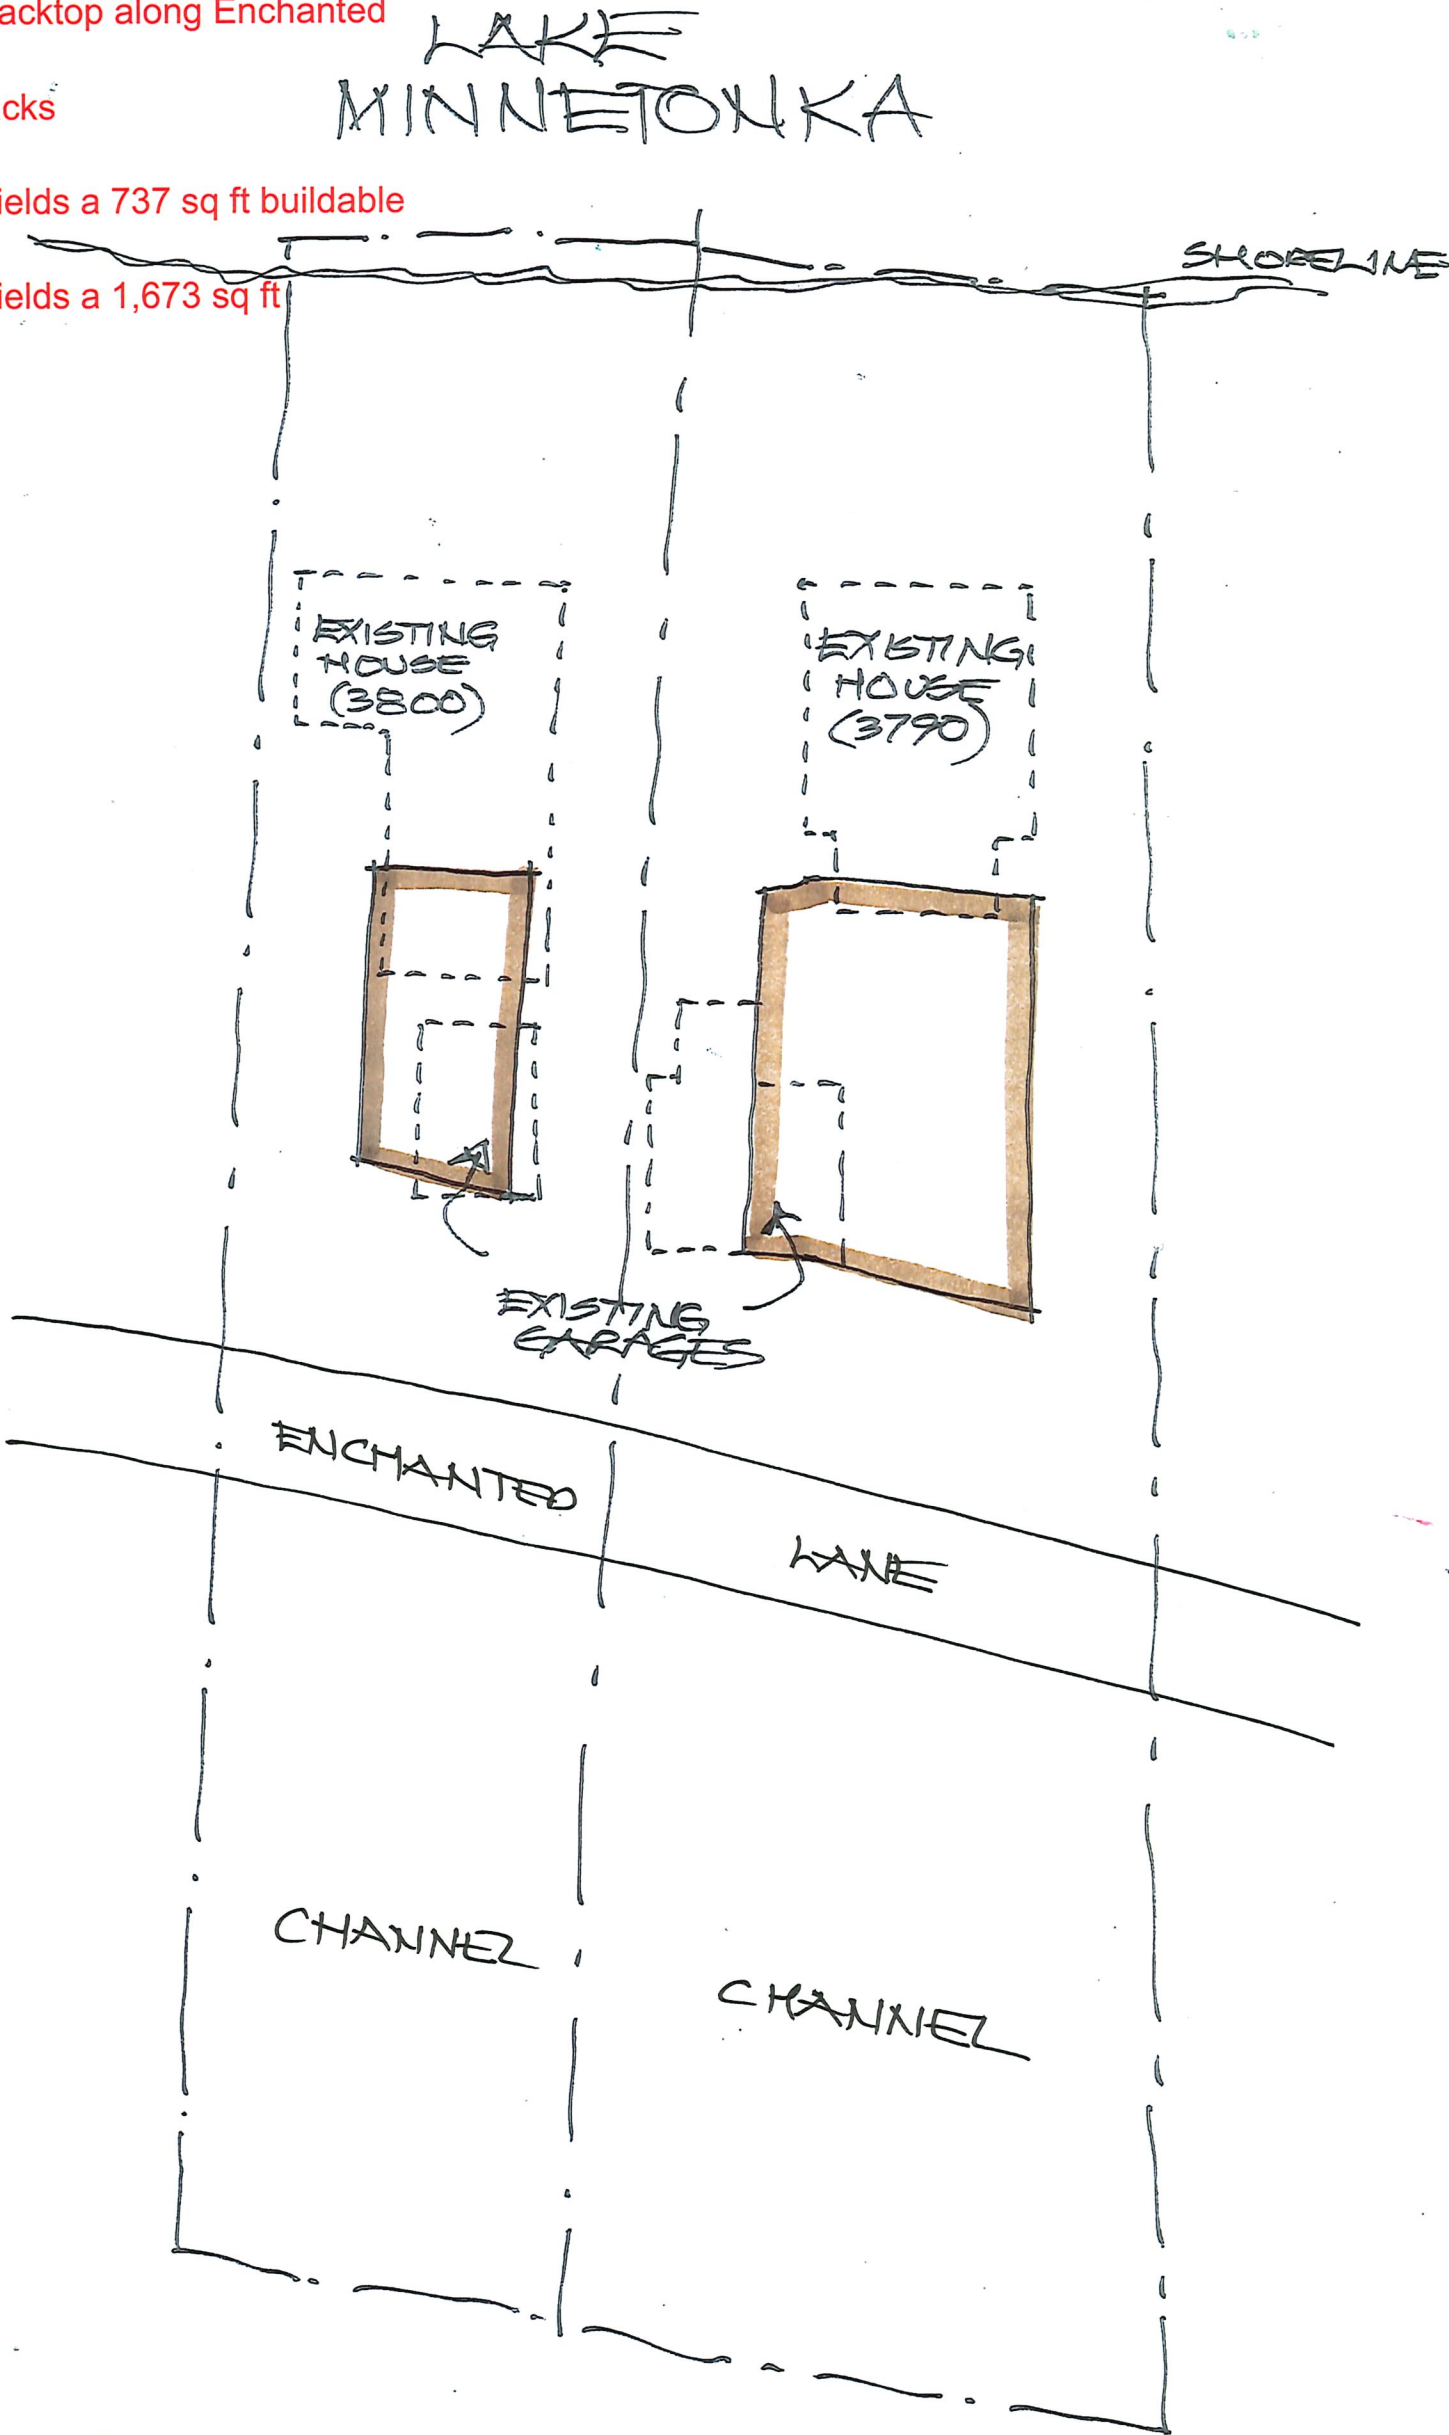 acktop along Enchanted
cks
ields a 737 sq ft buildable
ields a 1,673 sq ft
LAKE
MINNETONKA
SHORELINE
EXISTING
HOUSE
(3800)
EXISTING
HOUSE
(3790)
EXISTING
GARAGES
ENCHANTED
LANE
CHANNEL
CHANNEL